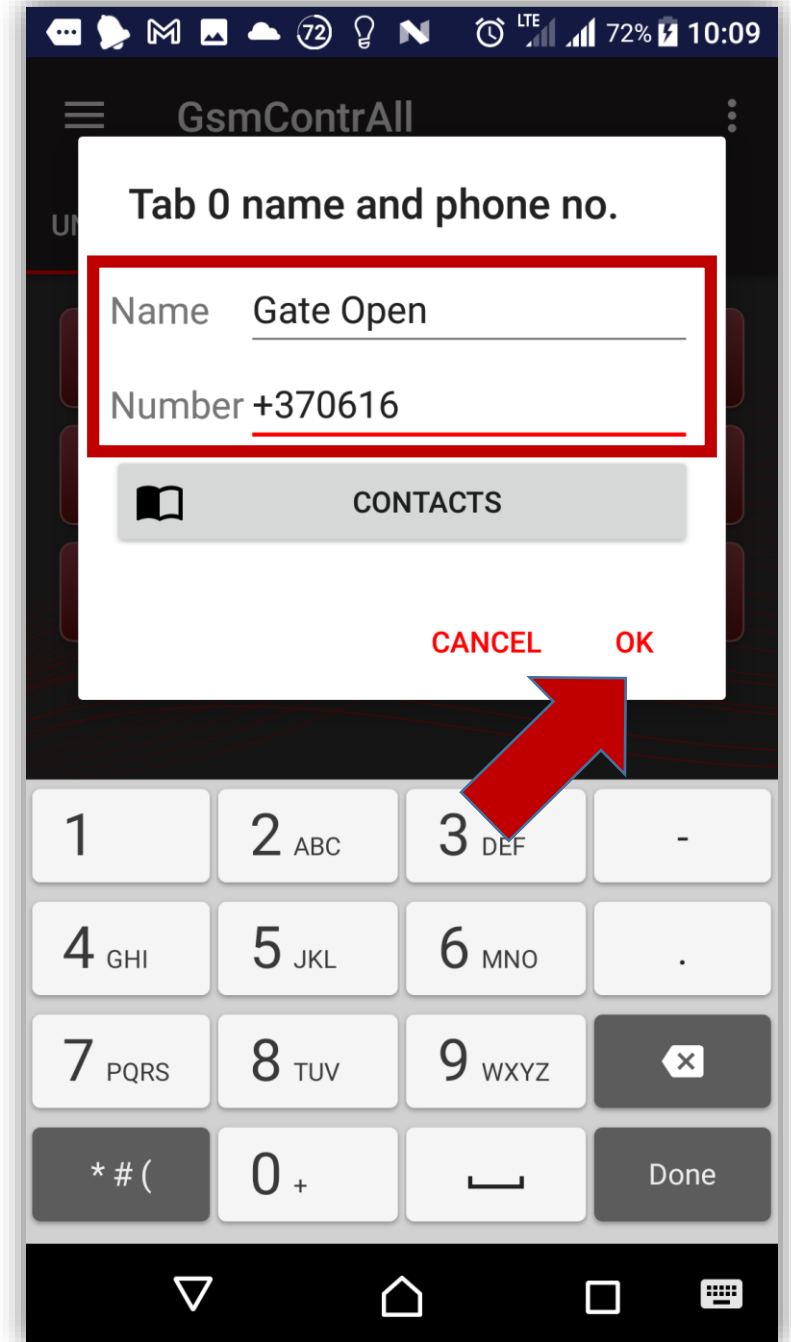 72 LTE 72% 10:09
GsmContrAll
Tab 0 name and phone no.
UN
Name Gate Open
Number +370616
CONTACTS
CANCEL OK
1 2 ABC 3 DEF -
4 GHI 5 JKL 6 MNO .
7 PQRS 8 TUV 9 WXYZ
* # ( 0 + Done